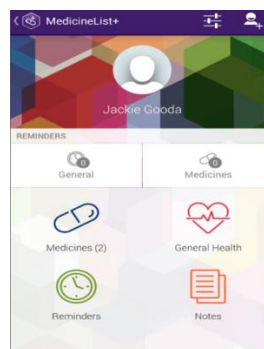 MedicineList+
Jackie Gooda
REMINDERS
0 0
General Medicines
Medicines (2) General Health
Reminders Notes